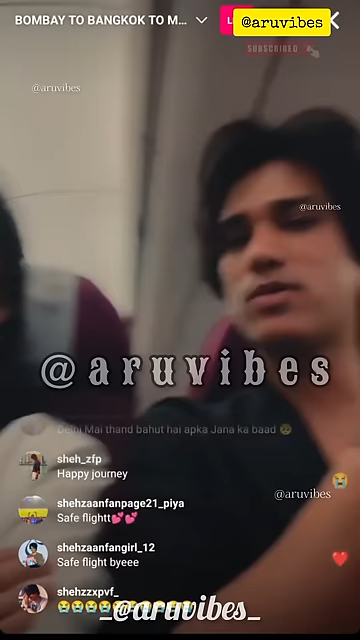 BOMBAY TO BANGKOK TO M...
@aruvibes
SUBSCRIBED
@aruvibes
@aruvibes
@aruvibes
Delhi Mai thand bahut hai apka Jana ka baad 🥺
sheh_zfp
Happy journey
@aruvibes
shehzaanfanpage21_piya
Safe flightt💕💕
shehzaanfangirl_12
Safe flight byeee
shehzzxpvf_
_@aruvibes_